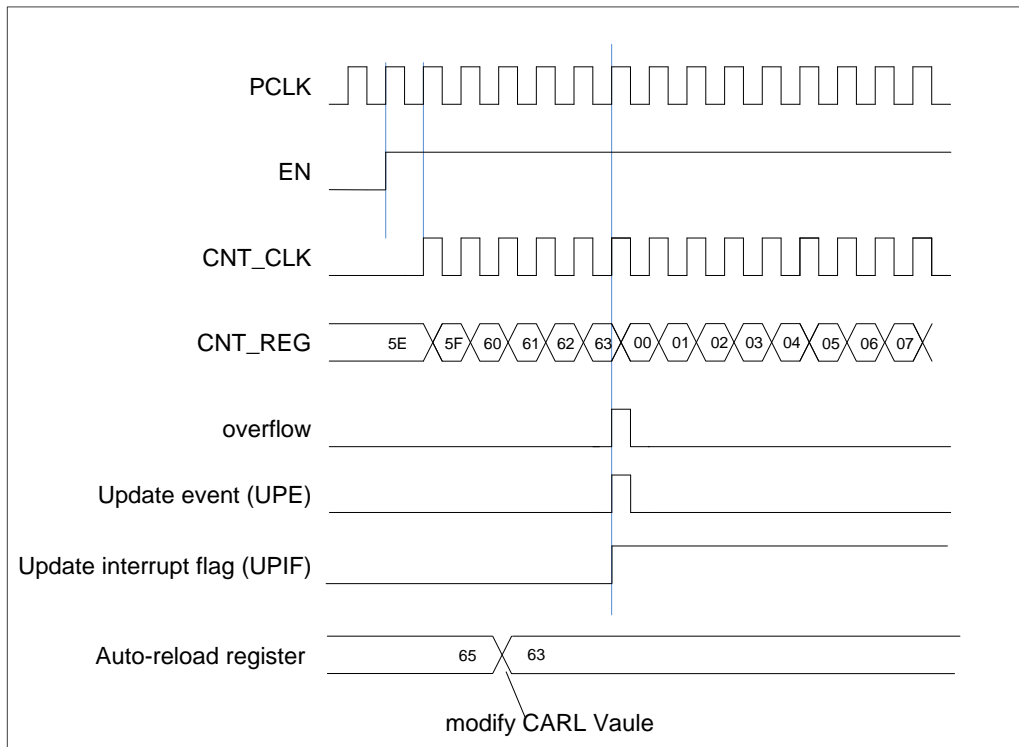 PCLK
EN
CNT_CLK
CNT_REG 5E 5F 60 61 62 63 00 01 02 03 04 05 06 07
overflow
Update event (UPE)
Update interrupt flag (UPIF)
Auto-reload register 65 63
modify CARL Vaule